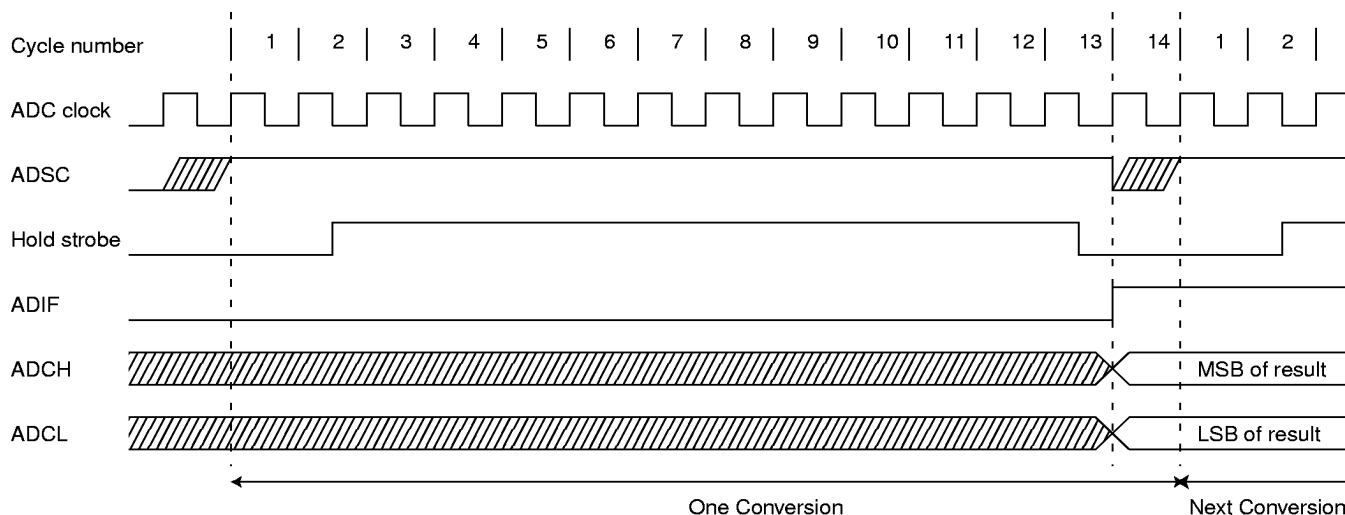 Cycle number 1 2 3 4 5 6 7 8 9 10 11 12 13 14 1 2
ADC clock
ADSC
Hold strobe
ADIF
ADCH MSB of result
ADCL LSB of result
One Conversion Next Conversion